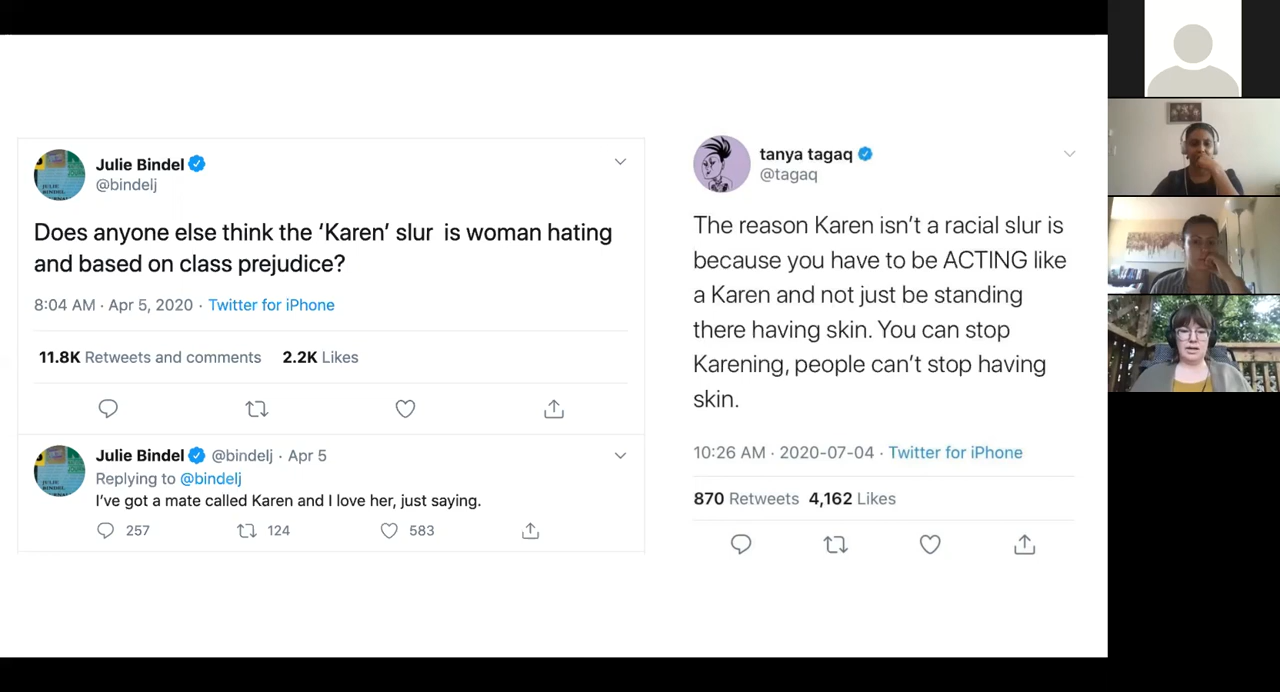 Julie Bindel
@bindelj
Does anyone else think the ‘Karen’ slur  is woman hating
and based on class prejudice?
8:04 AM · Apr 5, 2020 · Twitter for iPhone
11.8K Retweets and comments 2.2K Likes
Julie Bindel @bindelj · Apr 5
Replying to @bindelj
I’ve got a mate called Karen and I love her, just saying.
257 124 583
tanya tagaq
@tagaq
The reason Karen isn’t a racial slur is
because you have to be ACTING like
a Karen and not just be standing
there having skin. You can stop
Karening, people can’t stop having
skin.
10:26 AM · 2020-07-04 · Twitter for iPhone
870 Retweets 4,162 Likes